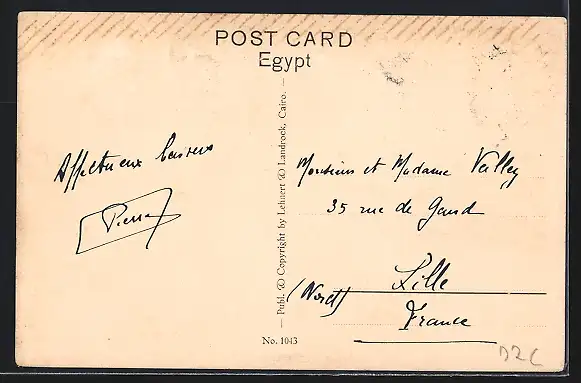 POST CARD
Egypt
Affectueux baisers
Pierre
Publ. & Copyright by Lehnert & Landrock, Cairo.
Monsieur et Madame Valley
35 rue de Gand
Lille
(Nord)
France
No. 1043
D2C